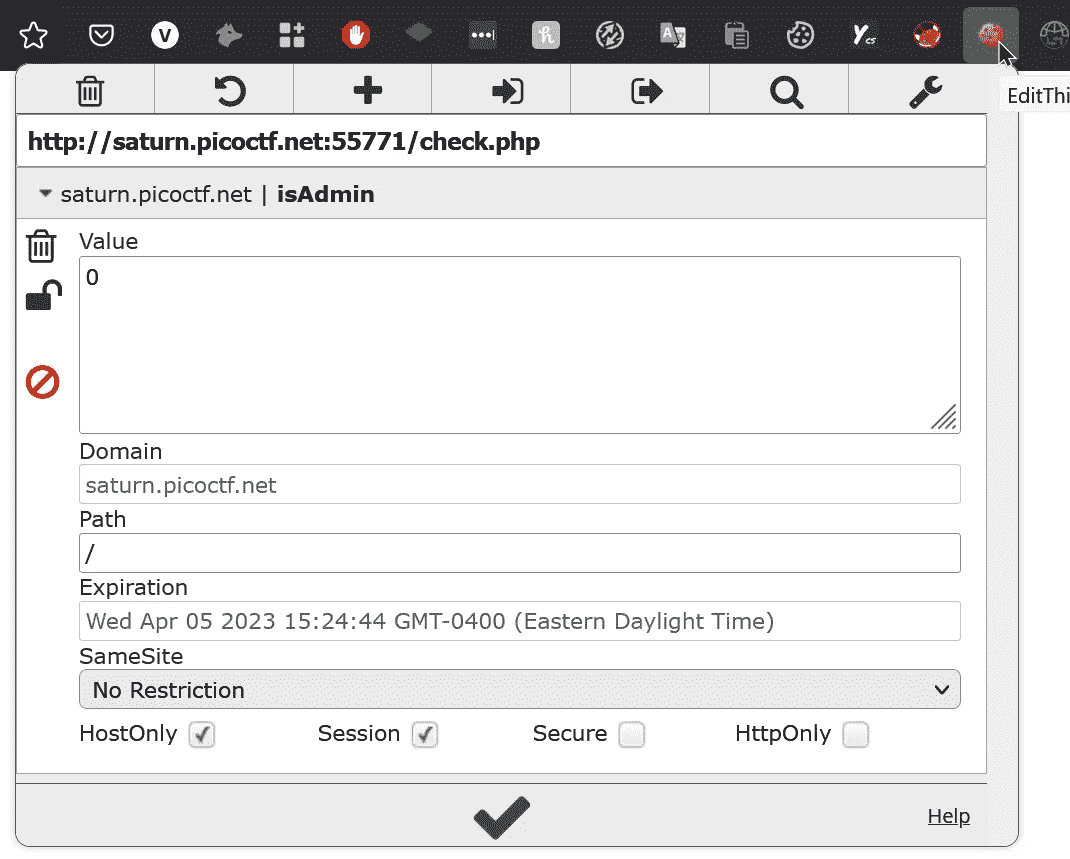 V
h
A
Ycs
EditThi
http://saturn.picoctf.net:55771/check.php
saturn.picoctf.net | isAdmin
Value
0
Domain
saturn.picoctf.net
Path
/
Expiration
Wed Apr 05 2023 15:24:44 GMT-0400 (Eastern Daylight Time)
SameSite
No Restriction
HostOnly Session Secure HttpOnly
Help